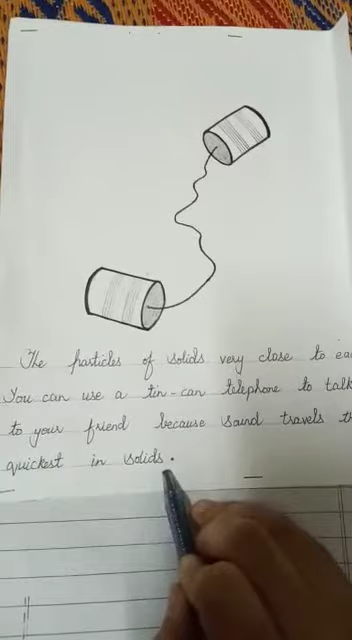 The particles of solids very close to
You can use a tin-can telephone to talk
to your friend because sound travels
quickest in solids.